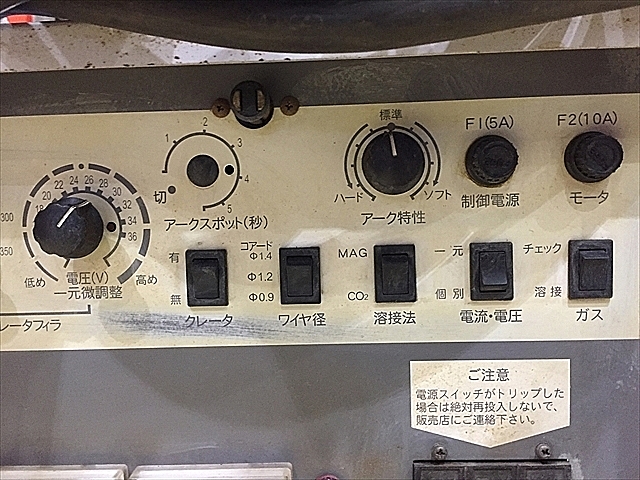 標準
F1(5A)
F2(10A)
1
2
3
4
5
切
アークスポット(秒)
ハード
ソフト
アーク特性
制御電源
モータ
18
20
22
24
26
28
30
32
34
36
300
350
低め
電圧(V)
高め
一元微調整
有
無
クレータ
コアード
Φ1.4
Φ1.2
Φ0.9
ワイヤ径
MAG
CO₂
溶接法
一元
個別
電流・電圧
チェック
溶接
ガス
レータフィラ
ご注意
電源スイッチがトリップした
場合は絶対再投入しないで、
販売店にご連絡下さい。